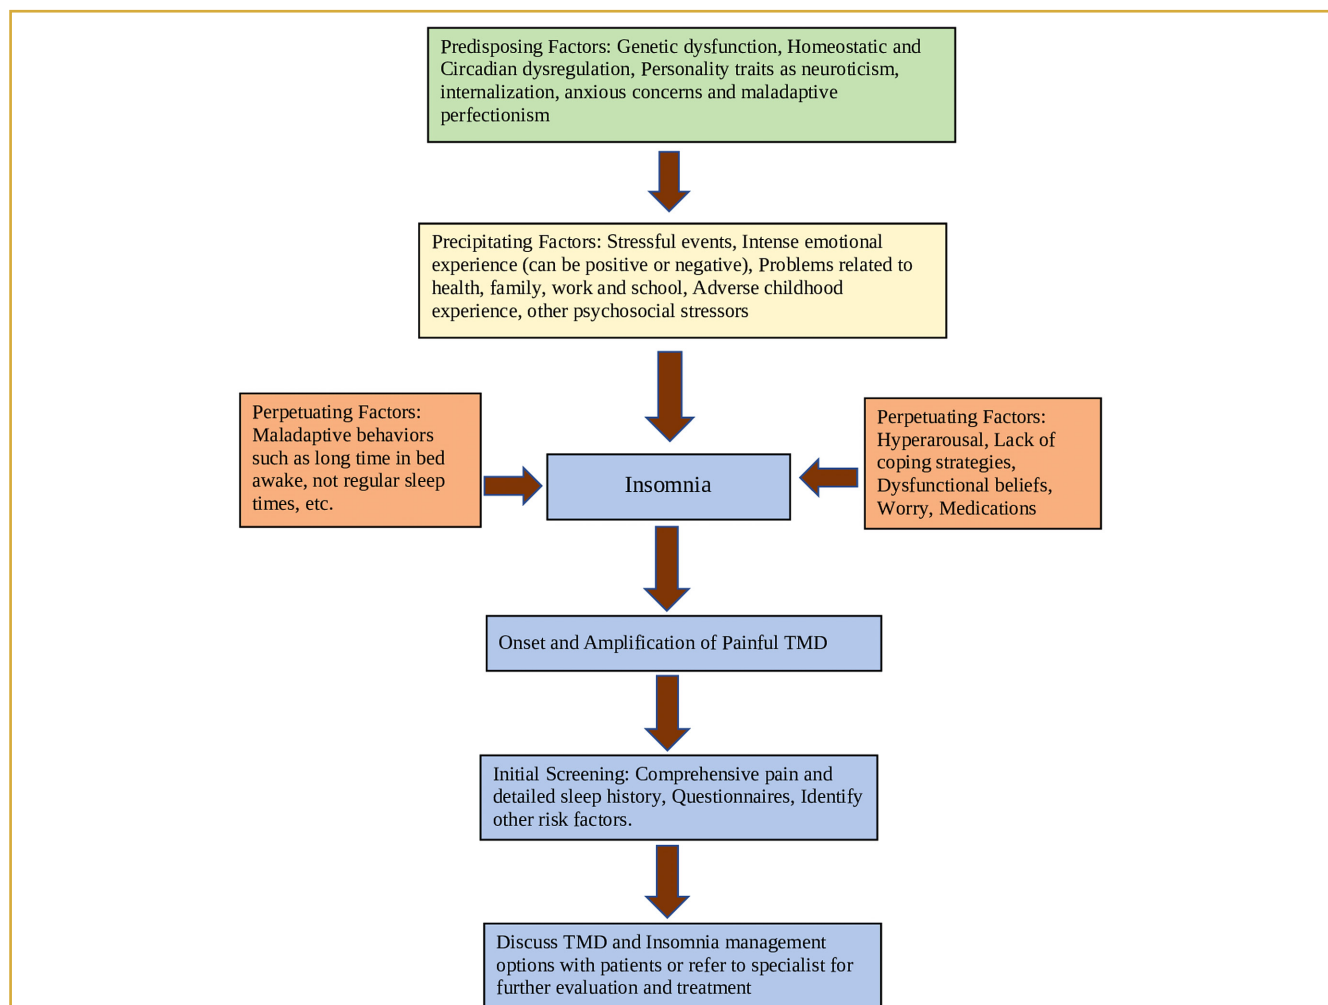 Predisposing Factors: Genetic dysfunction, Homeostatic and
Circadian dysregulation, Personality traits as neuroticism,
internalization, anxious concerns and maladaptive
perfectionism
Precipitating Factors: Stressful events, Intense emotional
experience (can be positive or negative), Problems related to
health, family, work and school, Adverse childhood
experience, other psychosocial stressors
Perpetuating Factors:
Maladaptive behaviors
such as long time in bed
awake, not regular sleep
times, etc.
Insomnia
Perpetuating Factors:
Hyperarousal, Lack of
coping strategies,
Dysfunctional beliefs,
Worry, Medications
Onset and Amplification of Painful TMD
Initial Screening: Comprehensive pain and
detailed sleep history, Questionnaires, Identify
other risk factors.
Discuss TMD and Insomnia management
options with patients or refer to specialist for
further evaluation and treatment